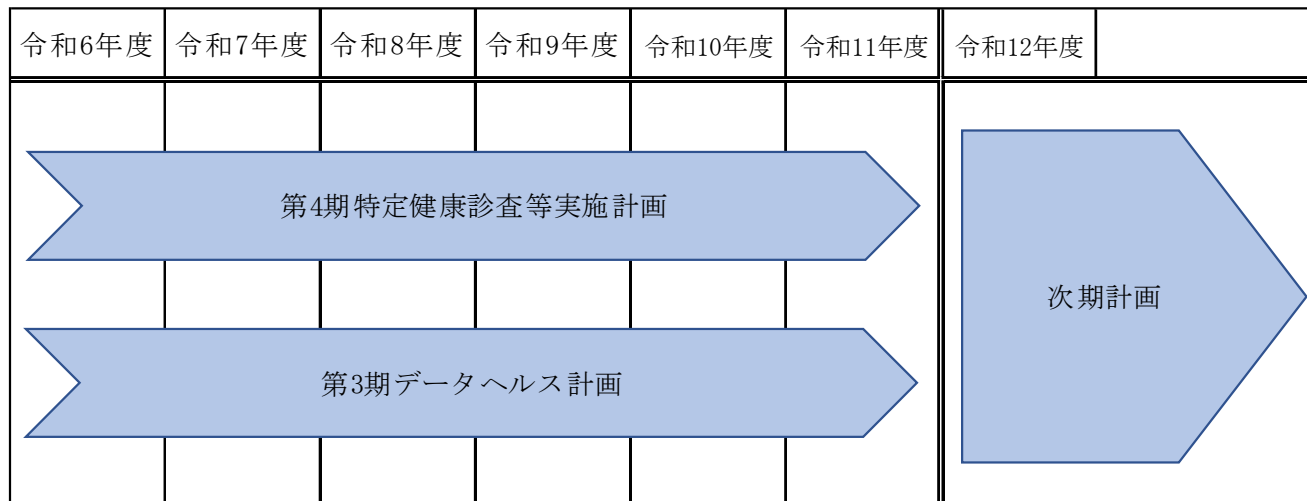 令和6年度 令和7年度 令和8年度 令和9年度 令和10年度 令和11年度 令和12年度
第4期特定健康診査等実施計画
次期計画
第3期データヘルス計画